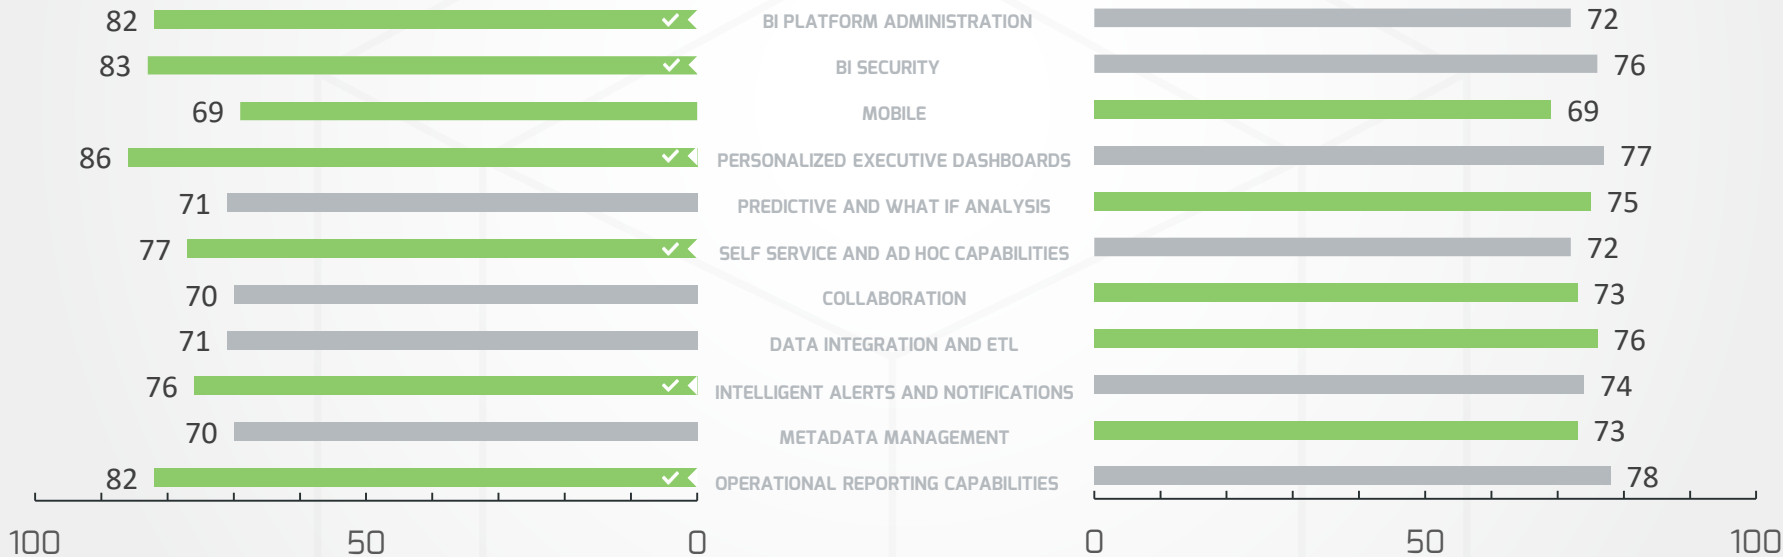 82 BI PLATFORM ADMINISTRATION 72
83 BI SECURITY 76
69 MOBILE 69
86 PERSONALIZED EXECUTIVE DASHBOARDS 77
71 PREDICTIVE AND WHAT IF ANALYSIS 75
77 SELF SERVICE AND AD HOC CAPABILITIES 72
70 COLLABORATION 73
71 DATA INTEGRATION AND ETL 76
76 INTELLIGENT ALERTS AND NOTIFICATIONS 74
70 METADATA MANAGEMENT 73
82 OPERATIONAL REPORTING CAPABILITIES 78
100 50 0 0 50 100